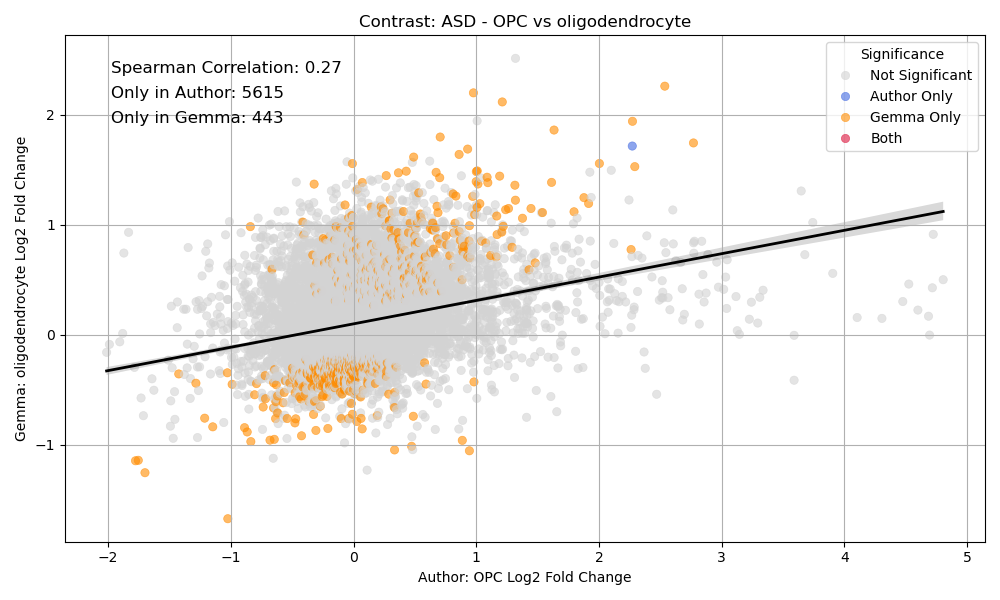 Contrast: ASD - OPC vs oligodendrocyte
Spearman Correlation: 0.27
Only in Author: 5615
Only in Gemma: 443
Significance
Not Significant
Author Only
Gemma Only
Both
Gemma: oligodendrocyte Log2 Fold Change
2
1
0
−1
−2
−1
0
1
2
3
4
5
Author: OPC Log2 Fold Change